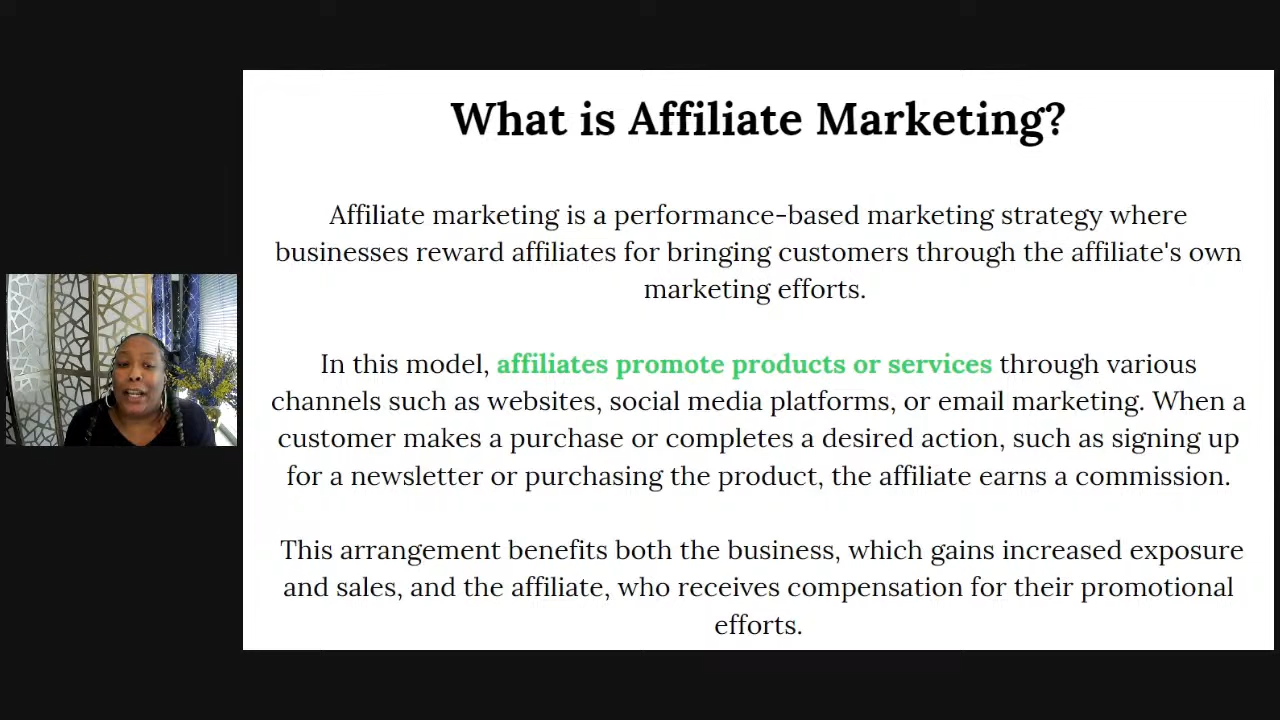 What is Affiliate Marketing?
Affiliate marketing is a performance-based marketing strategy where
businesses reward affiliates for bringing customers through the affiliate's own
marketing efforts.
In this model, affiliates promote products or services through various
channels such as websites, social media platforms, or email marketing. When a
customer makes a purchase or completes a desired action, such as signing up
for a newsletter or purchasing the product, the affiliate earns a commission.
This arrangement benefits both the business, which gains increased exposure
and sales, and the affiliate, who receives compensation for their promotional
efforts.